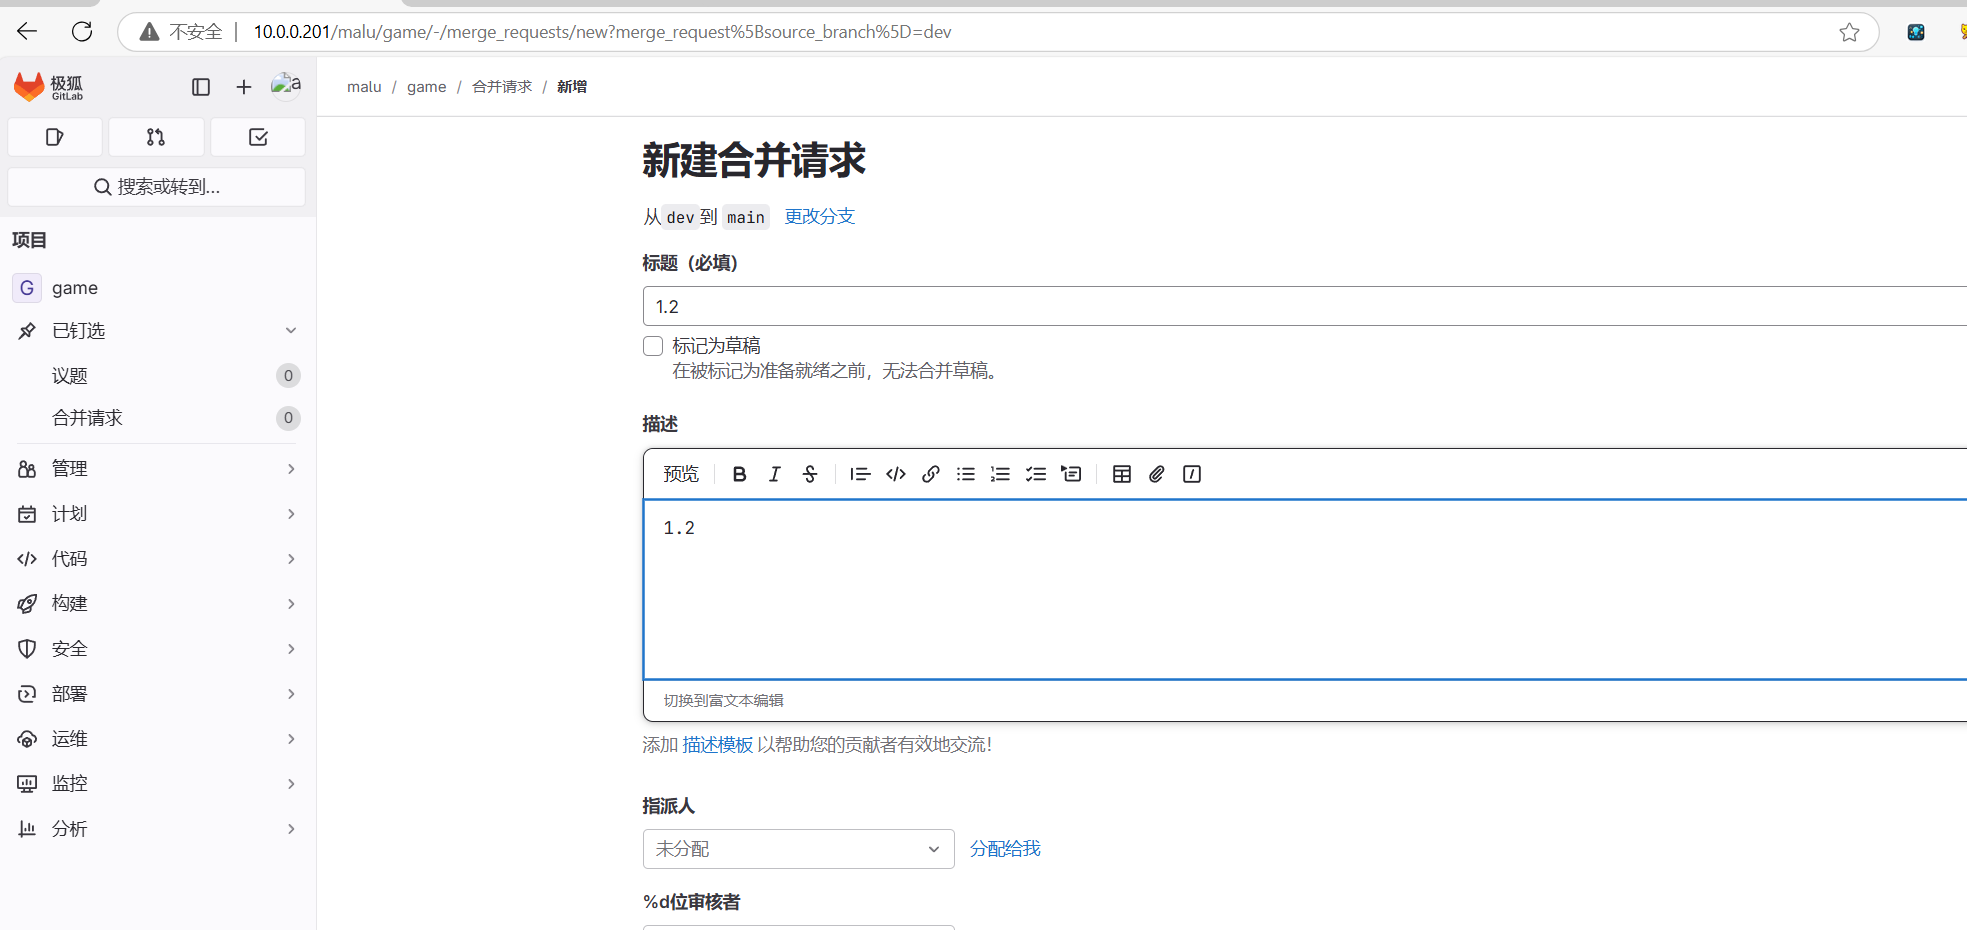 不安全 10.0.0.201/malu/game/-/merge_requests/new?merge_request%5Bsource_branch%5D=dev
极狐
GitLab
a
搜索或转到...
项目
G game
已钉选
议题 0
合并请求 0
管理
计划
代码
构建
安全
部署
运维
监控
分析
malu / game / 合并请求 / 新增
新建合并请求
从 dev 到 main 更改分支
标题（必填）
1.2
标记为草稿
在被标记为准备就绪之前，无法合并草稿。
描述
预览
1.2
切换到富文本编辑
添加 描述模板 以帮助您的贡献者有效地交流！
指派人
未分配 分配给我
%d位审核者